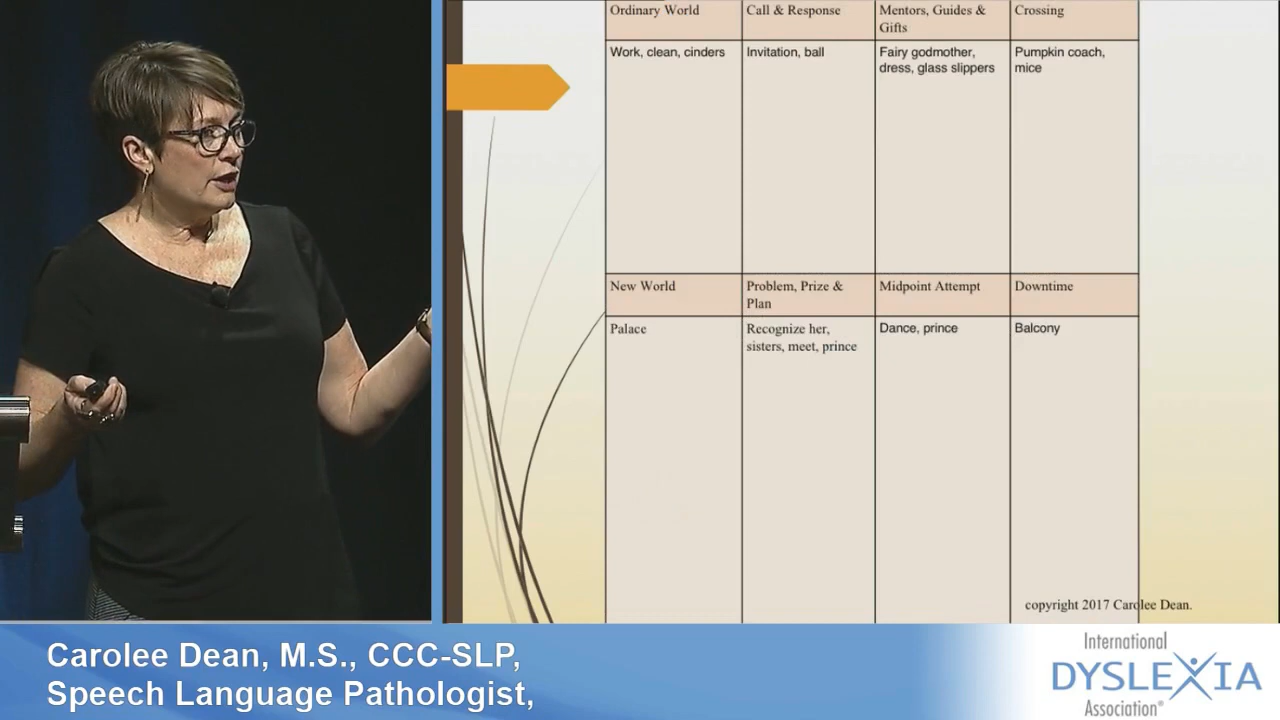 Ordinary World
Call & Response
Mentors, Guides &
Gifts
Crossing
Work, clean, cinders
Invitation, ball
Fairy godmother,
dress, glass slippers
Pumpkin coach,
mice
New World
Problem, Prize &
Plan
Midpoint Attempt
Downtime
Palace
Recognize her,
sisters, meet, prince
Dance, prince
Balcony
copyright 2017 Carolee Dean.
Carolee Dean, M.S., CCC-SLP,
Speech Language Pathologist,
International
DYSLEXIA
Association®